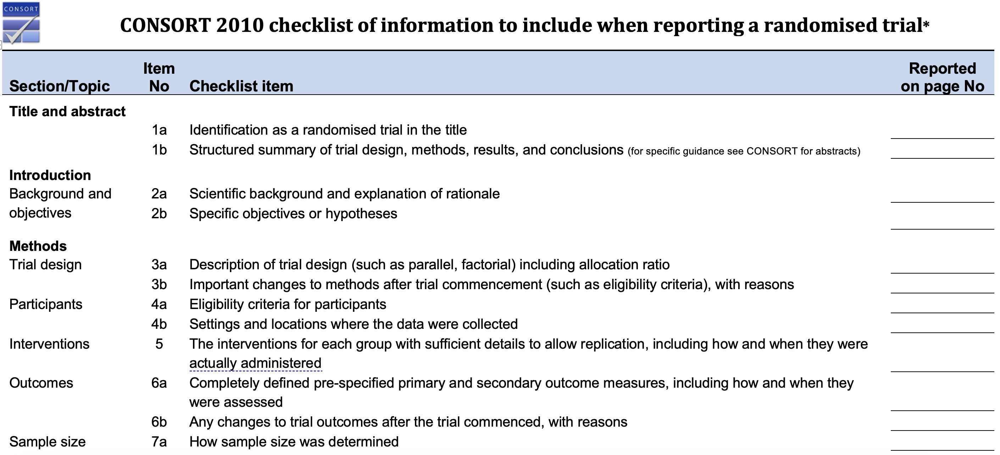 CONSORT
CONSORT 2010 checklist of information to include when reporting a randomised trial*
Section/Topic Item No Checklist item Reported on page No
Title and abstract
1a Identification as a randomised trial in the title
1b Structured summary of trial design, methods, results, and conclusions (for specific guidance see CONSORT for abstracts)
Introduction
Background and objectives
2a Scientific background and explanation of rationale
2b Specific objectives or hypotheses
Methods
Trial design 3a Description of trial design (such as parallel, factorial) including allocation ratio
3b Important changes to methods after trial commencement (such as eligibility criteria), with reasons
Participants 4a Eligibility criteria for participants
4b Settings and locations where the data were collected
Interventions 5 The interventions for each group with sufficient details to allow replication, including how and when they were
actually administered
Outcomes 6a Completely defined pre-specified primary and secondary outcome measures, including how and when they
were assessed
6b Any changes to trial outcomes after the trial commenced, with reasons
Sample size 7a How sample size was determined